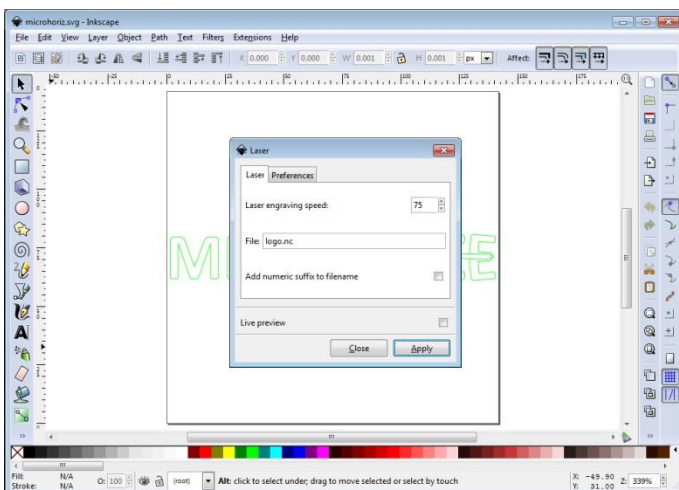 microhoriz.svg - Inkscape
File Edit View Layer Object Path Text Filters Extensions Help
X 0.000 Y 0.000 W 0.001 H 0.001 px Affect:
Laser
Laser Preferences
Laser engraving speed: 75
File: logo.nc
Add numeric suffix to filename
Live preview
Close Apply
M E
Fill: N/A
Stroke: N/A
O: 100 (root) Alt: click to select under; drag to move selected or select by touch
X: -49.90
Y: 31.00
Z: 339%